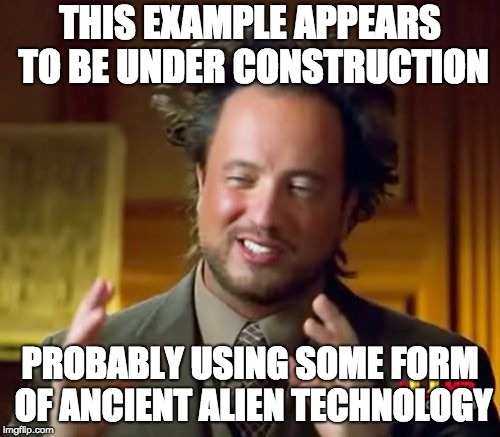 THIS EXAMPLE APPEARS
TO BE UNDER CONSTRUCTION
PROBABLY USING SOME FORM
OF ANCIENT ALIEN TECHNOLOGY
imgflip.com